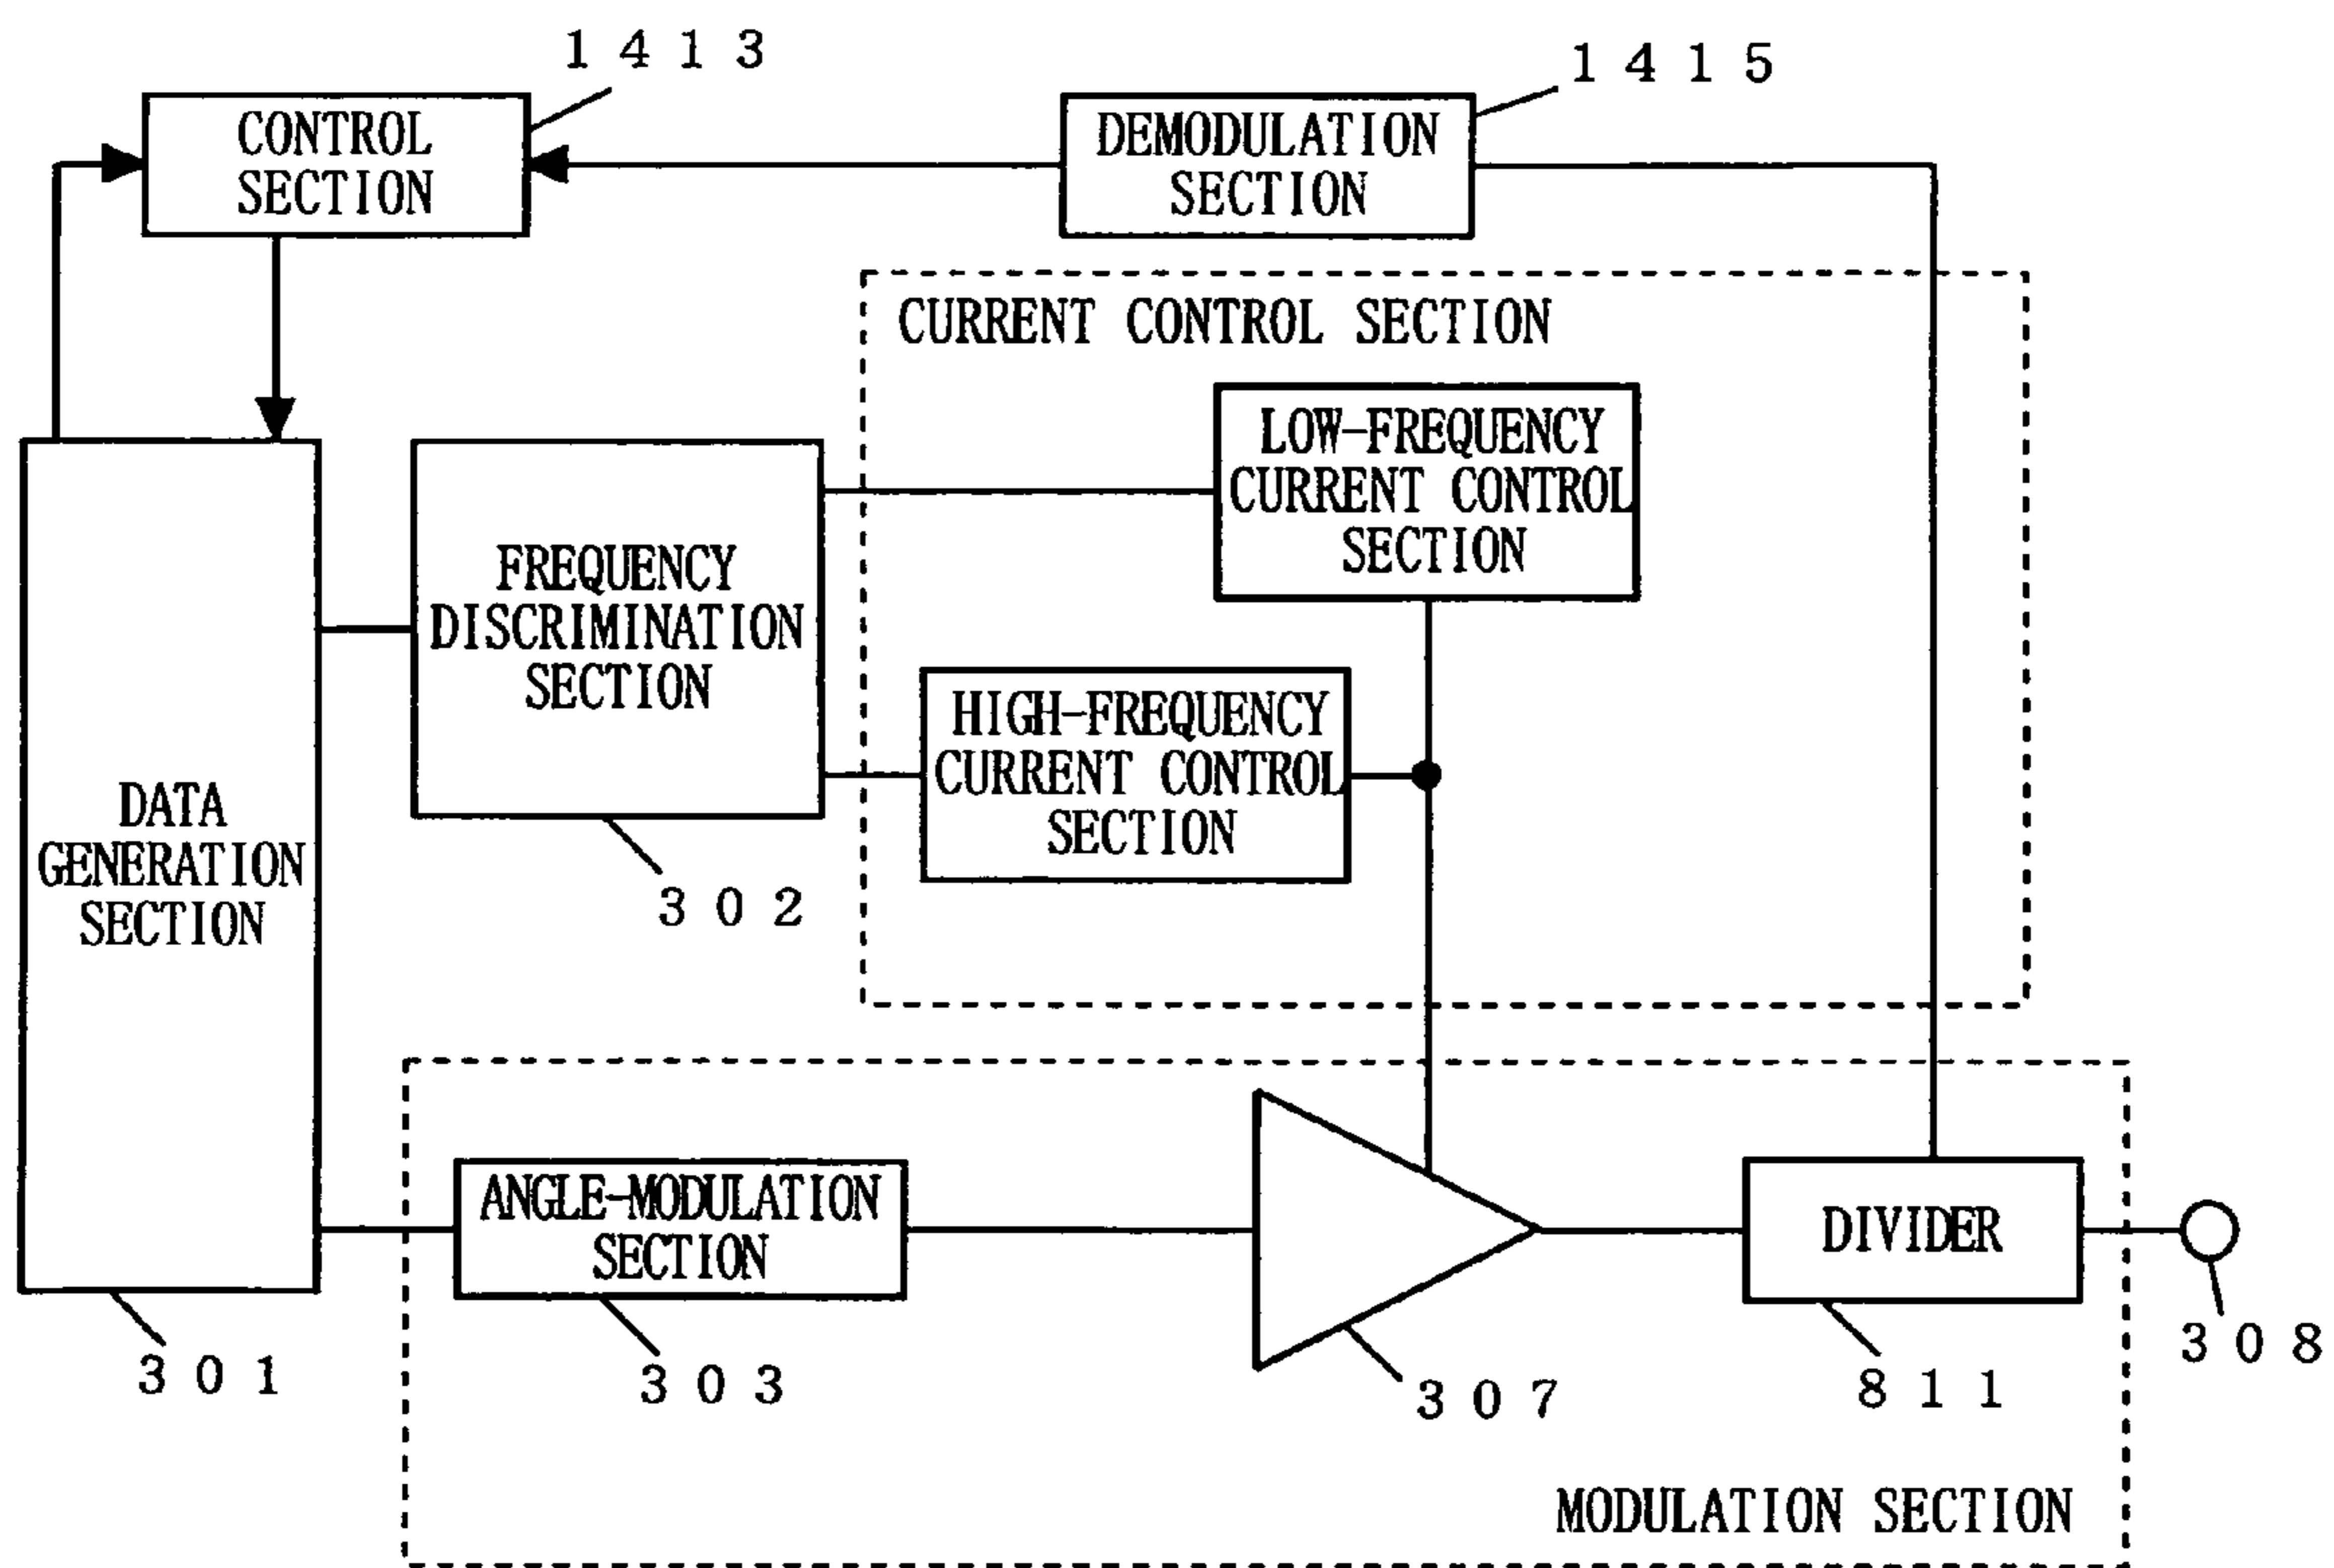 1413
1415
CONTROL
SECTION
DEMODULATION
SECTION
CURRENT CONTROL SECTION
LOW-FREQUENCY
CURRENT CONTROL
SECTION
FREQUENCY
DISCRIMINATION
SECTION
HIGH-FREQUENCY
CURRENT CONTROL
SECTION
302
DATA
GENERATION
SECTION
ANGLE-MODULATION
SECTION
DIVIDER
301
303
307
811
308
MODULATION SECTION